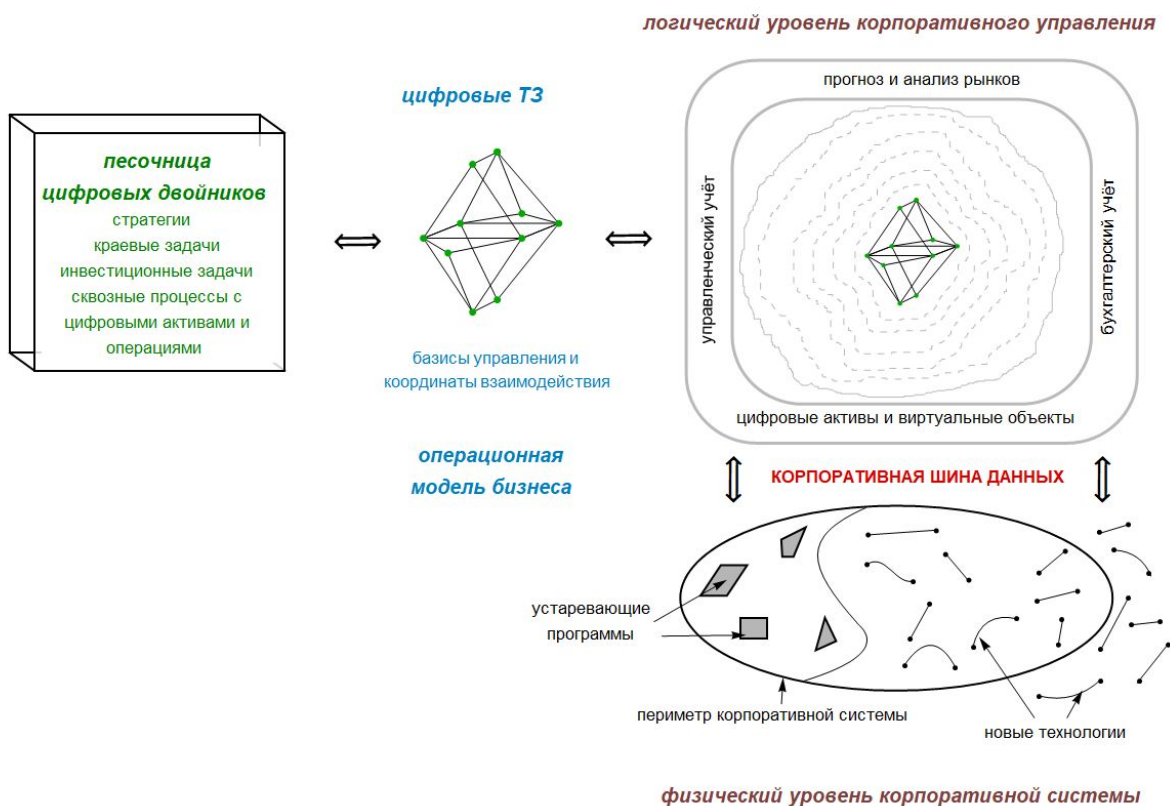 логический уровень корпоративного управления
прогноз и анализ рынков
управленческий учёт
бухгалтерский учёт
цифровые активы и виртуальные объекты
цифровые ТЗ
песочница
цифровых двойников
стратегии
краевые задачи
инвестиционные задачи
сквозные процессы с
цифровыми активами и
операциями
базисы управления и
координаты взаимодействия
операционная
модель бизнеса
КОРПОРАТИВНАЯ ШИНА ДАННЫХ
устаревающие
программы
периметр корпоративной системы
новые технологии
физический уровень корпоративной системы